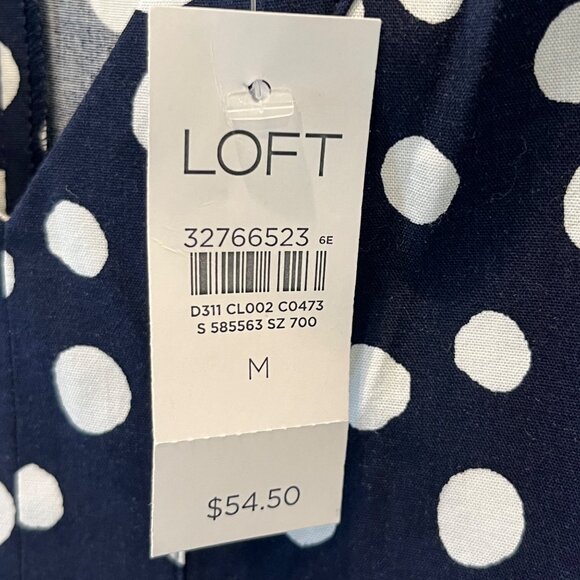 LOFT
32766523 6E
D311 CL002 C0473
S 585563 SZ 700
M
$54.50